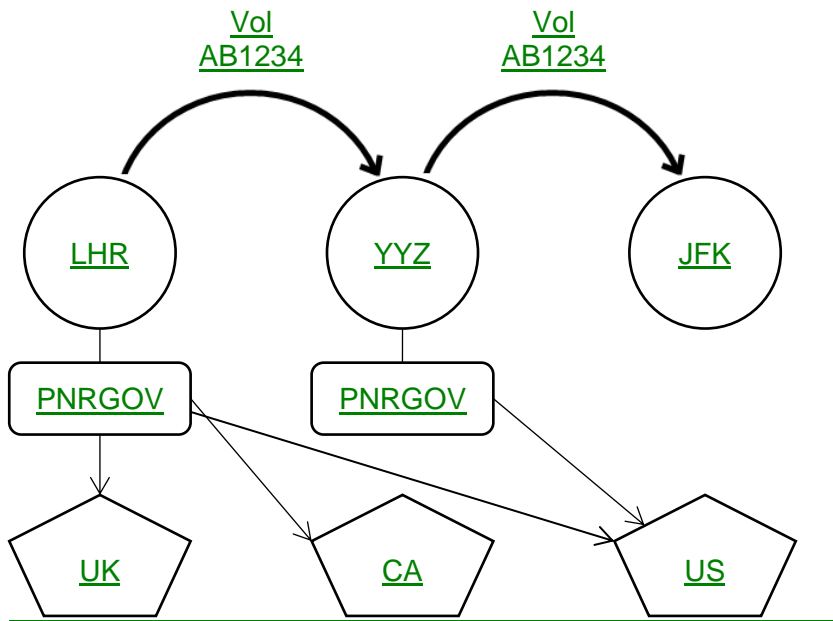 Vol
AB1234
Vol
AB1234
LHR
YYZ
JFK
PNRGOV
PNRGOV
UK
CA
US